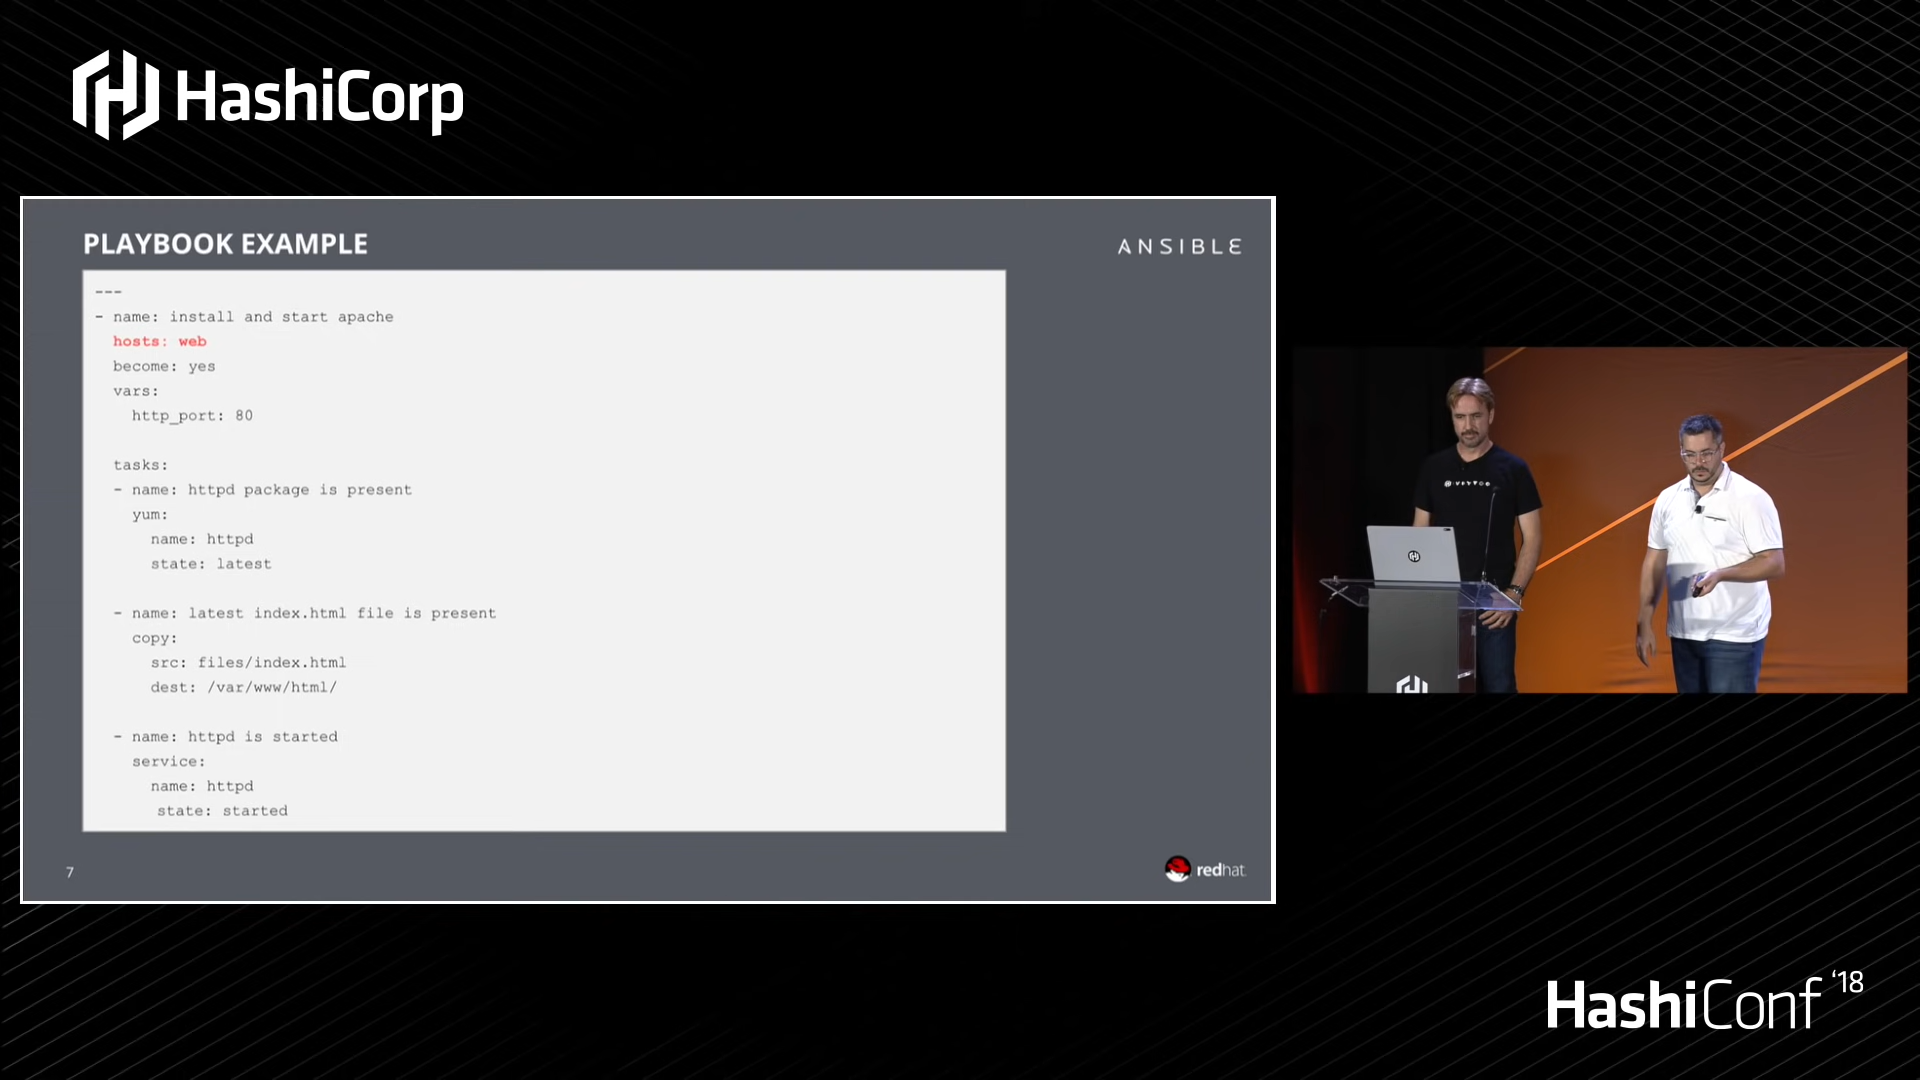 HashiCorp
PLAYBOOK EXAMPLE
ANSIBLE
---
- name: install and start apache
  hosts: web
  become: yes
  vars:
    http_port: 80
  tasks:
  - name: httpd package is present
    yum:
      name: httpd
      state: latest
  - name: latest index.html file is present
    copy:
      src: files/index.html
      dest: /var/www/html/
  - name: httpd is started
    service:
      name: httpd
      state: started
7
redhat.
HashiConf '18